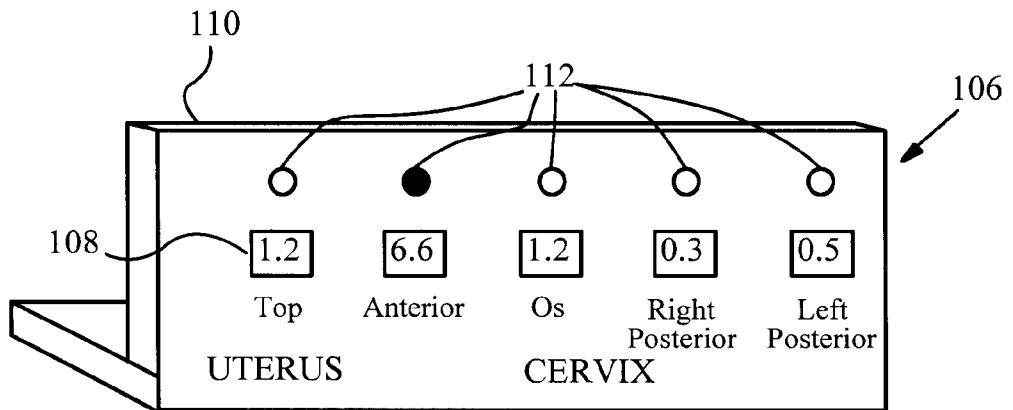 110
112
106
108
1.2 6.6 1.2 0.3 0.5
Top Anterior Os Right Posterior Left Posterior
UTERUS CERVIX